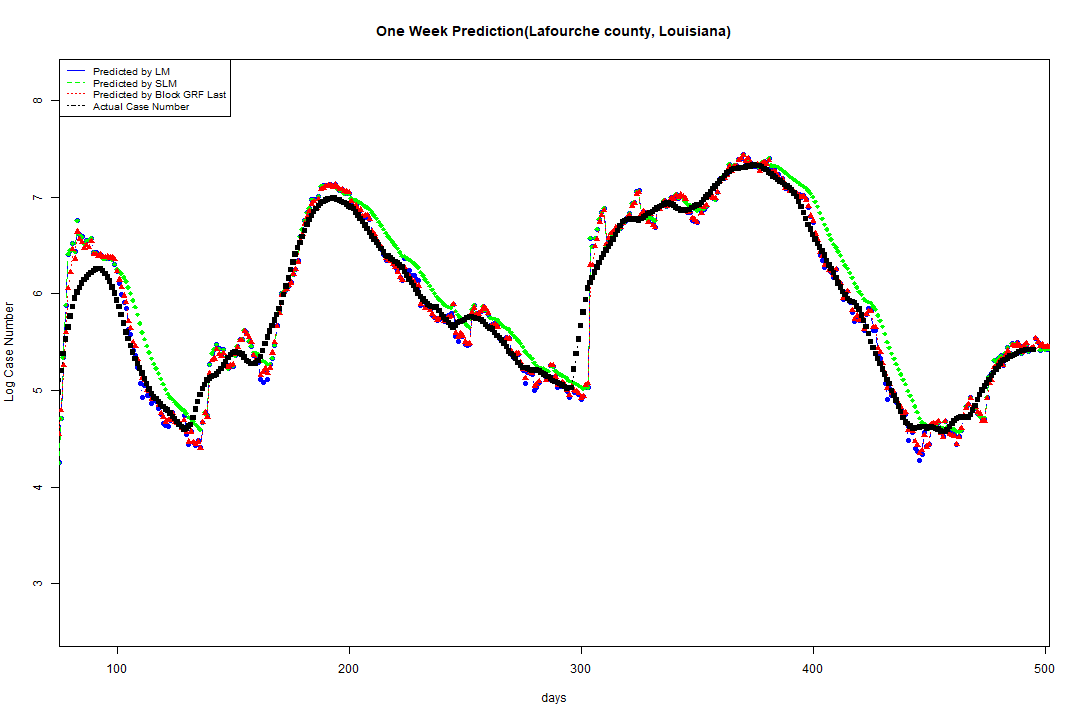 One Week Prediction(Lafourche county, Louisiana)
Predicted by LM
Predicted by SLM
Predicted by Block GRF Last
Actual Case Number
Log Case Number
8
7
6
5
4
3
100 200 300 400 500
days